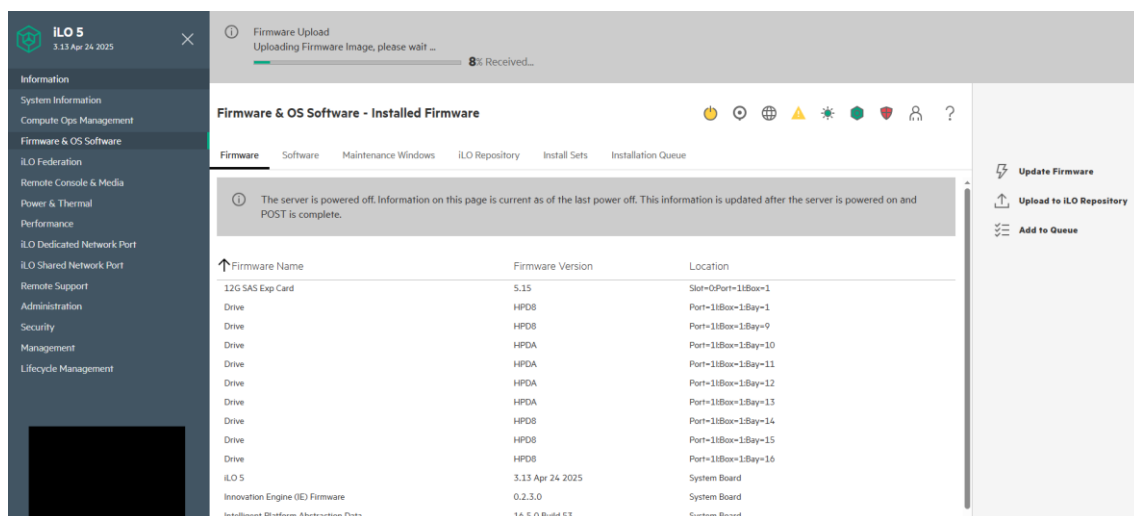 iLO 5
3.13 Apr 24 2025
Information
System Information
Compute Ops Management
Firmware & OS Software
iLO Federation
Remote Console & Media
Power & Thermal
Performance
iLO Dedicated Network Port
iLO Shared Network Port
Remote Support
Administration
Security
Management
Lifecycle Management
Firmware Upload
Uploading Firmware Image, please wait ...
8% Received...
Firmware & OS Software - Installed Firmware
Firmware Software Maintenance Windows iLO Repository Install Sets Installation Queue
The server is powered off. Information on this page is current as of the last power off. This information is updated after the server is powered on and
POST is complete.
Firmware Name Firmware Version Location
12G SAS Exp Card 5.15 Slot=0:Port=1I:Box=1
Drive HPD8 Port=1I:Box=1:Bay=1
Drive HPD8 Port=1I:Box=1:Bay=9
Drive HPDA Port=1I:Box=1:Bay=10
Drive HPDA Port=1I:Box=1:Bay=11
Drive HPDA Port=1I:Box=1:Bay=12
Drive HPDA Port=1I:Box=1:Bay=13
Drive HPD8 Port=1I:Box=1:Bay=14
Drive HPD8 Port=1I:Box=1:Bay=15
Drive HPD8 Port=1I:Box=1:Bay=16
iLO 5 3.13 Apr 24 2025 System Board
Innovation Engine (IE) Firmware 0.2.3.0 System Board
Intelligent Platform Abstraction Data 16.5.0 Build 53 System Board
Update Firmware
Upload to iLO Repository
Add to Queue